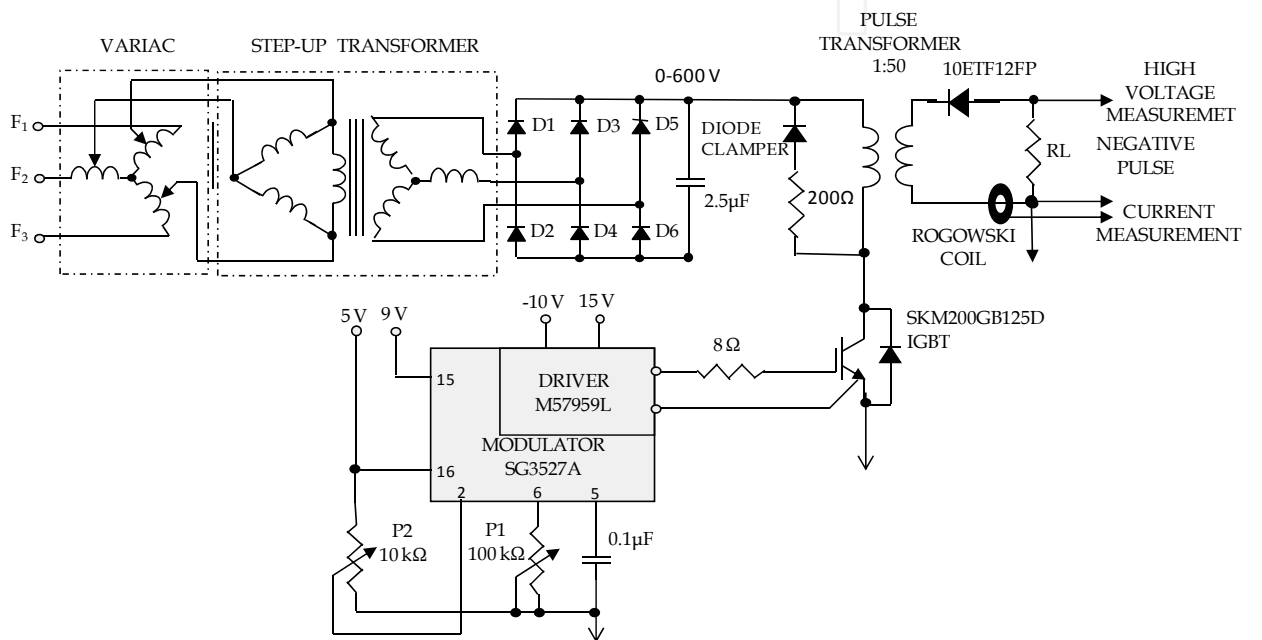 VARIAC
STEP-UP TRANSFORMER
PULSE
TRANSFORMER
1:50
0-600 V
10ETF12FP
HIGH
VOLTAGE
MEASUREMET
F1
F2
F3
D1
D3
D5
DIODE
CLAMPER
RL
NEGATIVE
PULSE
2.5µF
200Ω
D2
D4
D6
ROGOWSKI
COIL
CURRENT
MEASUREMENT
5 V
9 V
-10 V
15 V
SKM200GB125D
IGBT
8 Ω
15
DRIVER
M57959L
MODULATOR
SG3527A
16
2
6
5
P2
10 kΩ
P1
100 kΩ
0.1µF